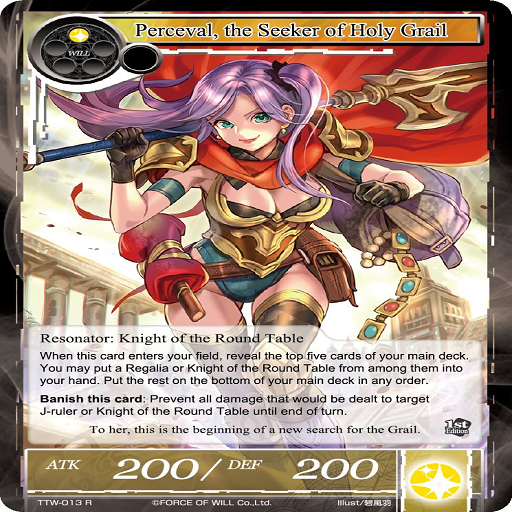 Perceval, the Seeker of Holy Grail
WILL
Resonator: Knight of the Round Table
When this card enters your field, reveal the top five cards of your main deck.
You may put a Regalia or Knight of the Round Table from among them into
your hand. Put the rest on the bottom of your main deck in any order.
Banish this card: Prevent all damage that would be dealt to target
J-ruler or Knight of the Round Table until end of turn.
To her, this is the beginning of a new search for the Grail.
1st
Edition
ATK 200 / DEF 200
TTW-013 R ©FORCE OF WILL Co.,Ltd. Illust/碧風羽